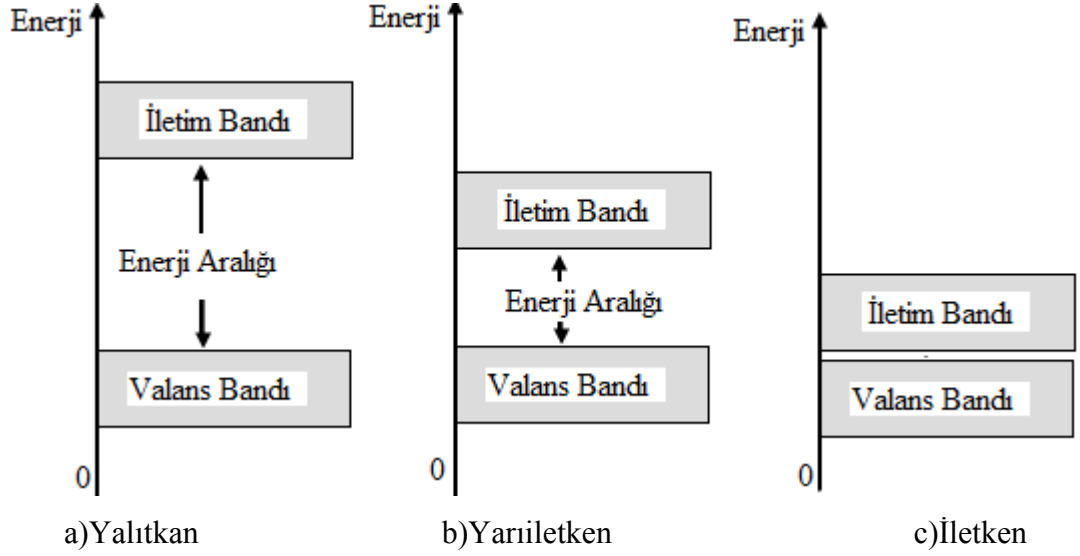 Enerji
İletim Bandı
Enerji Aralığı
Valans Bandı
0
a)Yalıtkan
Enerji
İletim Bandı
Enerji Aralığı
Valans Bandı
0
b)Yarıiletken
Enerji
İletim Bandı
Valans Bandı
0
c)İletken